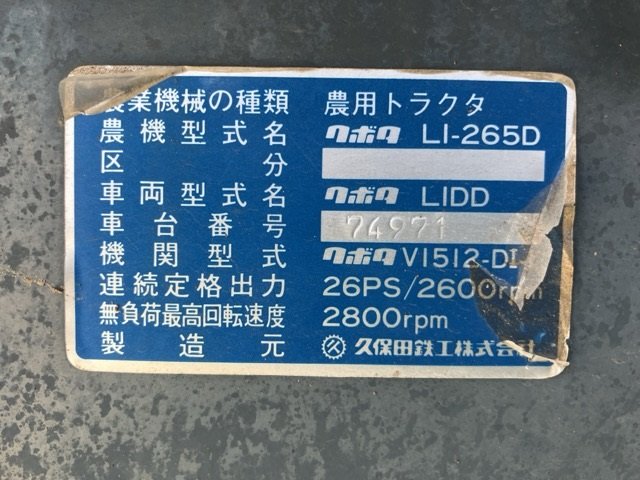 農業機械の種類 農用トラクタ
農機型式名 クボタ L1-265D
区分
車両型式名 クボタ L1DD
車台番号 74971
機関型式 クボタ V1512-DI
連続定格出力 26PS/2600rpm
無負荷最高回転速度 2800rpm
製造元 久保田鉄工株式会社